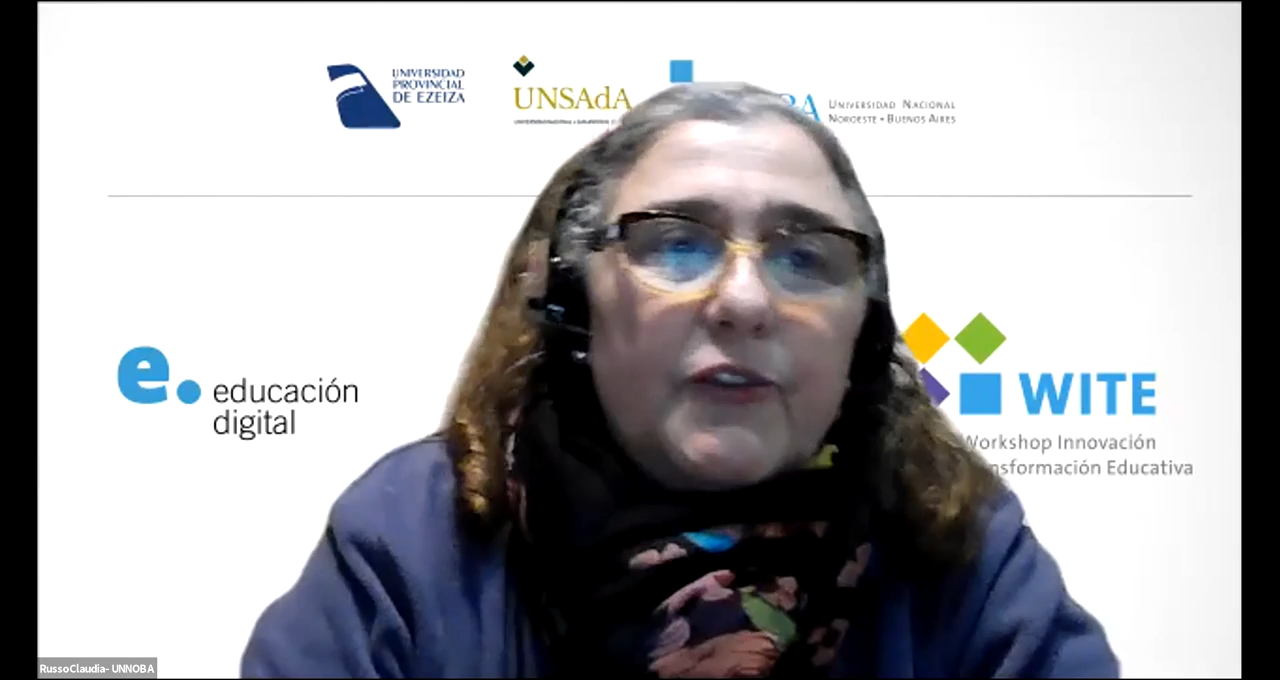 UNIVERSIDAD
PROVINCIAL
DE EZEIZA
UNSAdA
BA
UNIVERSIDAD NACIONAL
NOROESTE • BUENOS AIRES
e.
educación
digital
WITE
Workshop Innovación
nsformación Educativa
RussoClaudia- UNNOBA